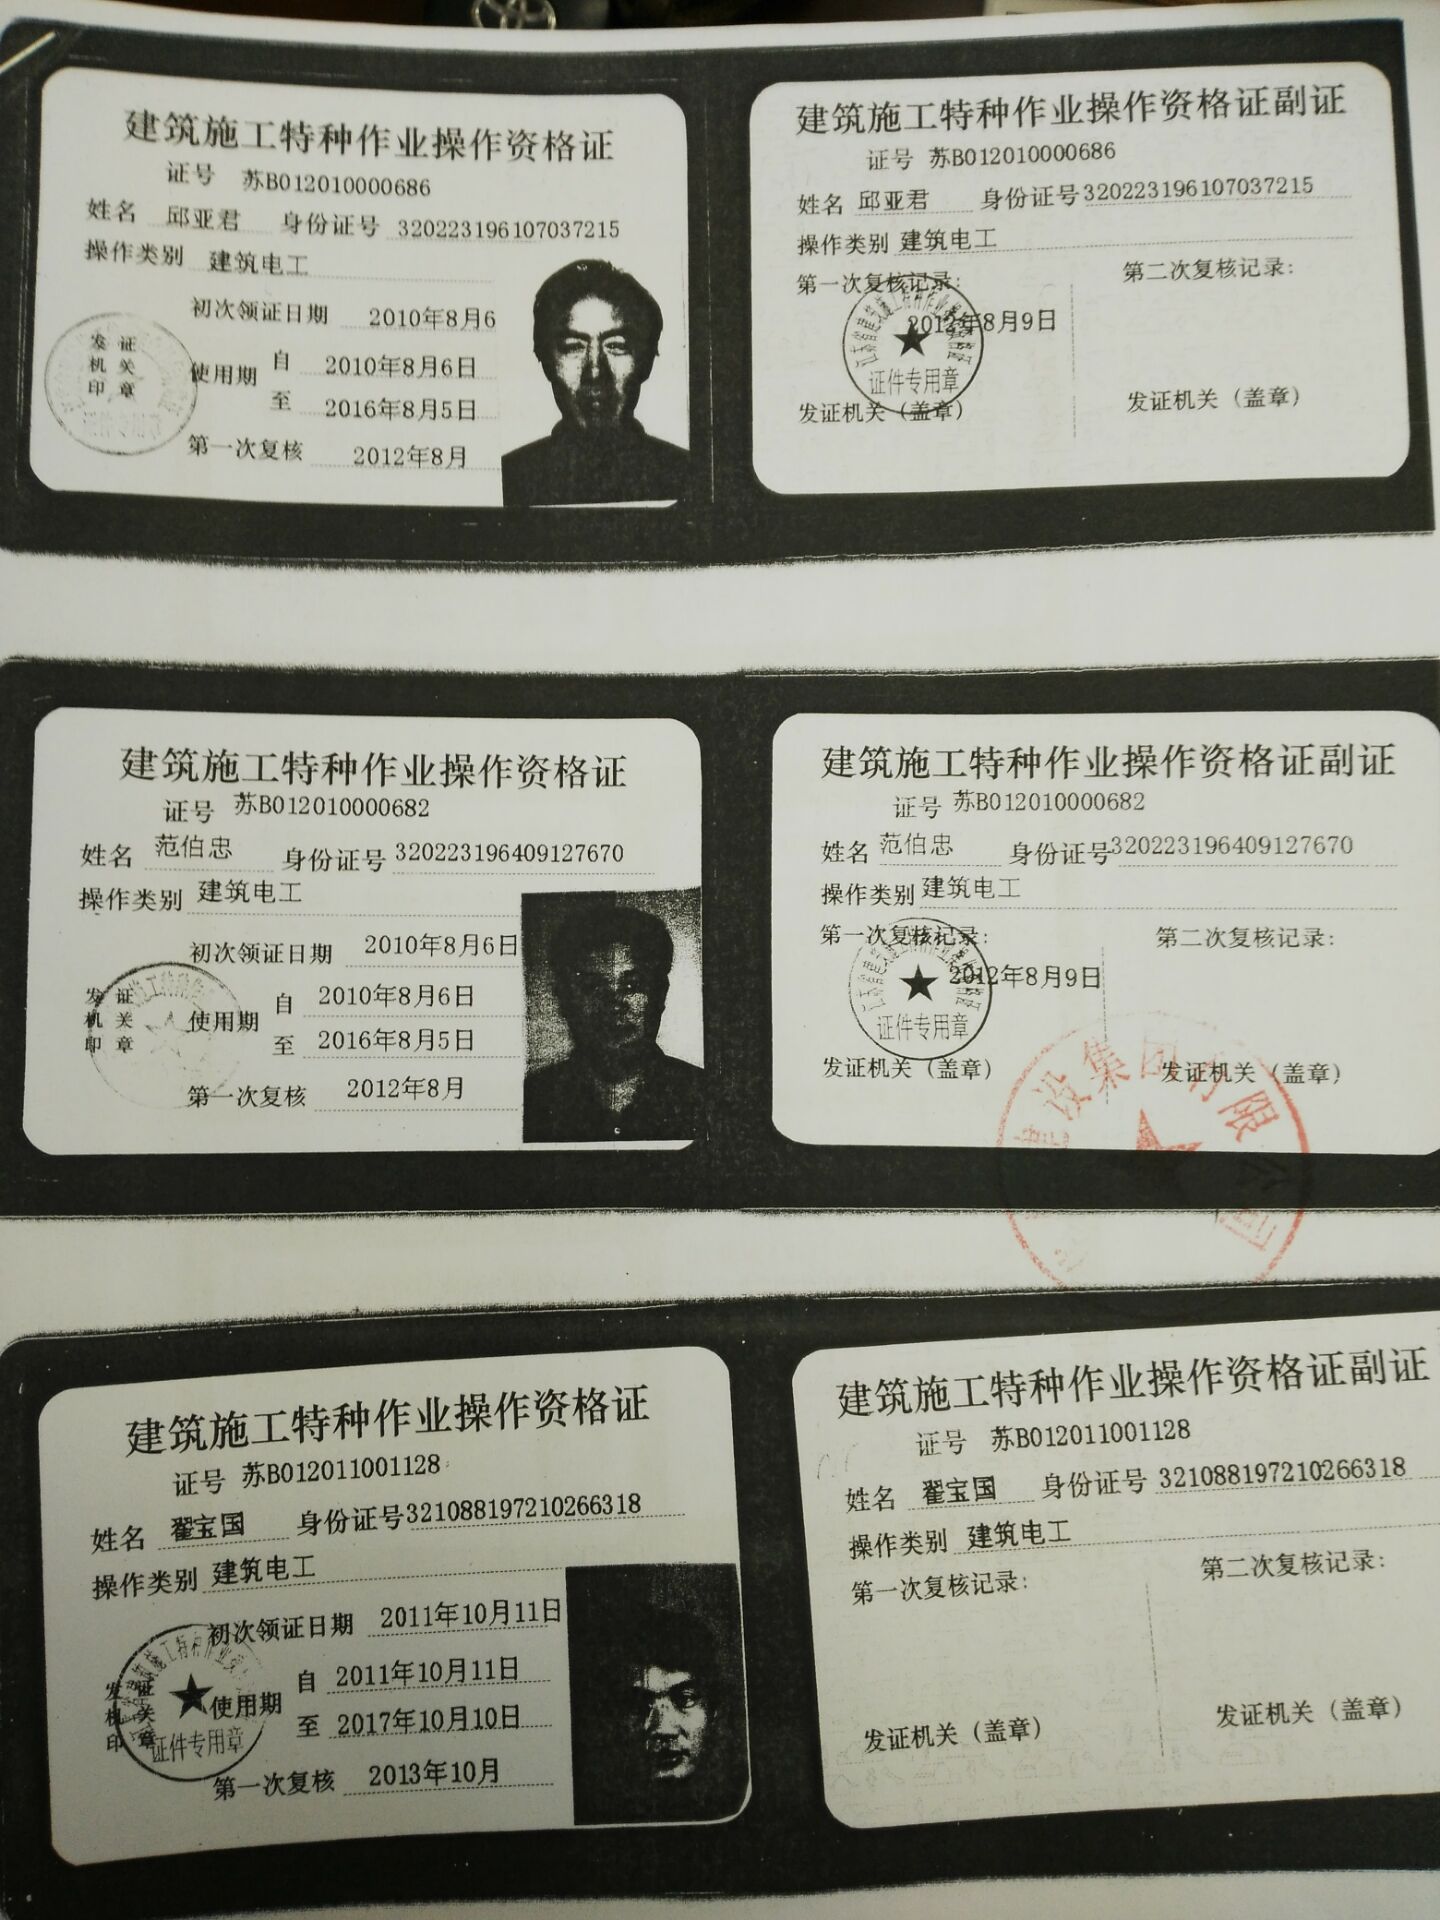 建筑施工特种作业操作资格证
证号 苏B012010000686
姓名 邱亚君 身份证号 320223196107037215
操作类别 建筑电工
初次领证日期 2010年8月6
发证
机关
印章
使用期 自 2010年8月6日
至 2016年8月5日
第一次复核 2012年8月
证件专用章
建筑施工特种作业操作资格证副证
证号 苏B012010000686
姓名 邱亚君 身份证号 320223196107037215
操作类别 建筑电工
第一次复核记录: 第二次复核记录:
2012年8月9日
证件专用章
发证机关（盖章） 发证机关（盖章）
建筑施工特种作业操作资格证
证号 苏B012010000682
姓名 范伯忠 身份证号 320223196409127670
操作类别 建筑电工
初次领证日期 2010年8月6日
发证
机关
印章
使用期 自 2010年8月6日
至 2016年8月5日
第一次复核 2012年8月
建筑施工特种作业操作资格证副证
证号 苏B012010000682
姓名 范伯忠 身份证号 320223196409127670
操作类别 建筑电工
第一次复核记录: 第二次复核记录:
2012年8月9日
证件专用章
发证机关（盖章） 发证机关（盖章）
建设集团有限公司
建筑施工特种作业操作资格证
证号 苏B012011001128
姓名 翟宝国 身份证号 321088197210266318
操作类别 建筑电工
初次领证日期 2011年10月11日
发证
机关
印章
使用期 自 2011年10月11日
至 2017年10月10日
证件专用章
第一次复核 2013年10月
建筑施工特种作业操作资格证副证
证号 苏B012011001128
姓名 翟宝国 身份证号 321088197210266318
操作类别 建筑电工
第一次复核记录: 第二次复核记录:
发证机关（盖章） 发证机关（盖章）